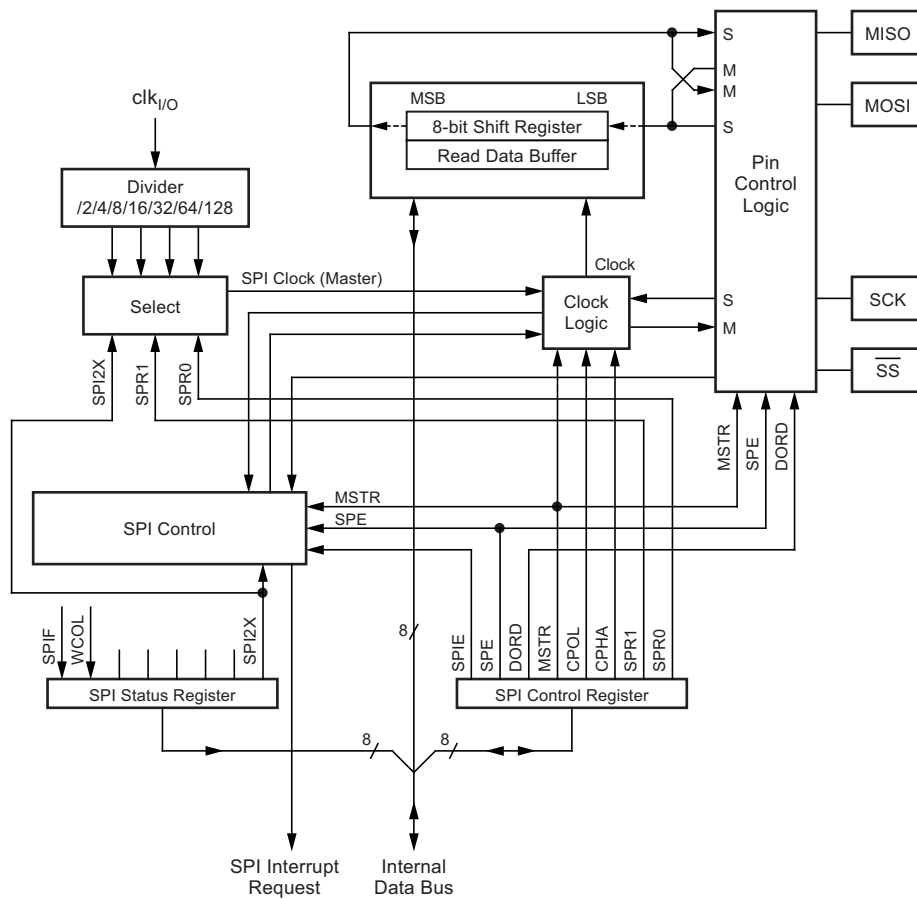 clkI/O
Divider
/2/4/8/16/32/64/128
Select
SPI Clock (Master)
SPI2X
SPR1
SPR0
MSB
LSB
8-bit Shift Register
Read Data Buffer
Clock
Clock
Logic
S
M
M
S
S
M
Pin
Control
Logic
MISO
MOSI
SCK
SS
MSTR
SPE
DORD
SPI Control
MSTR
SPE
SPIF
WCOL
SPI2X
SPI Status Register
8
SPIE
SPE
DORD
MSTR
CPOL
CPHA
SPR1
SPR0
SPI Control Register
8
8
SPI Interrupt
Request
Internal
Data Bus